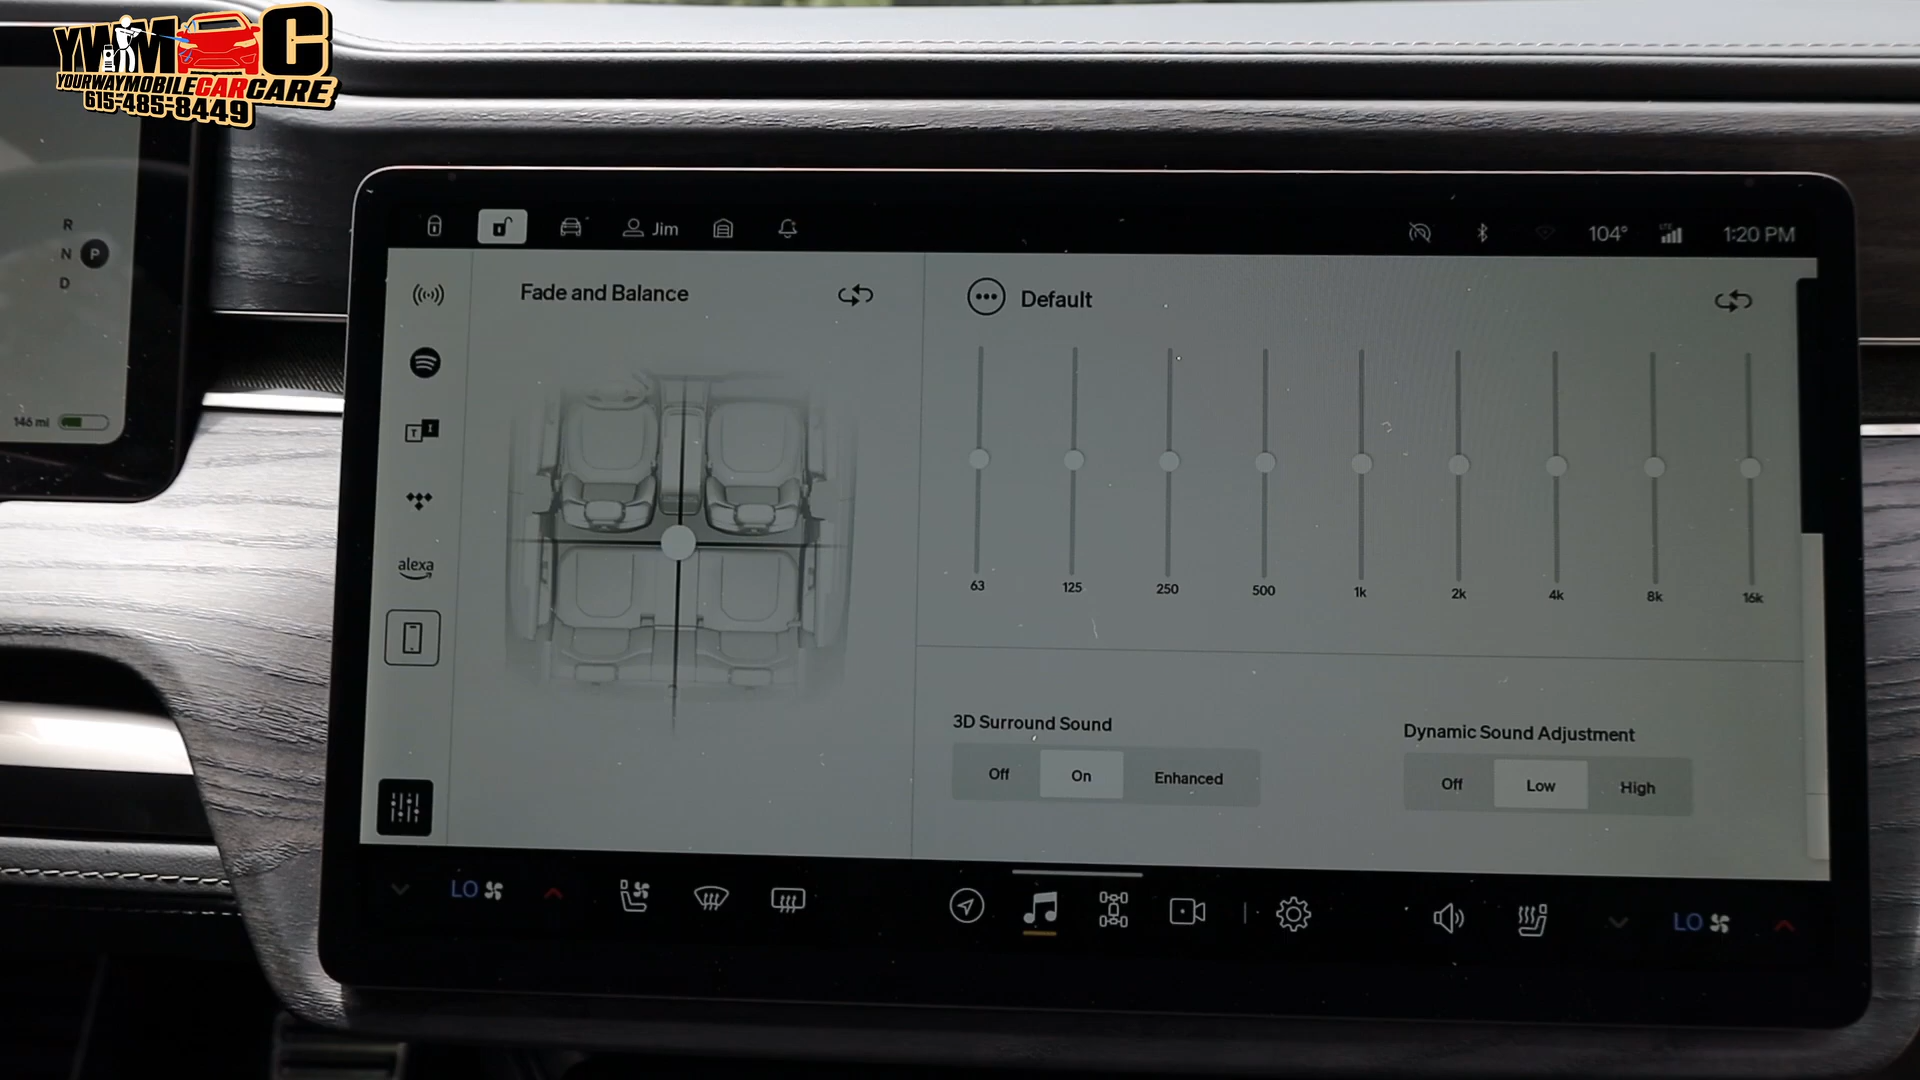 YWM C
YOURWAYMOBILECARCARE
615-485-8449
R
N P
D
146 mi
Jim
104°
LTE
1:20 PM
Fade and Balance
Default
T I
alexa
63 125 250 500 1k 2k 4k 8k 16k
3D Surround Sound
Off On Enhanced
Dynamic Sound Adjustment
Off Low High
LO
LO